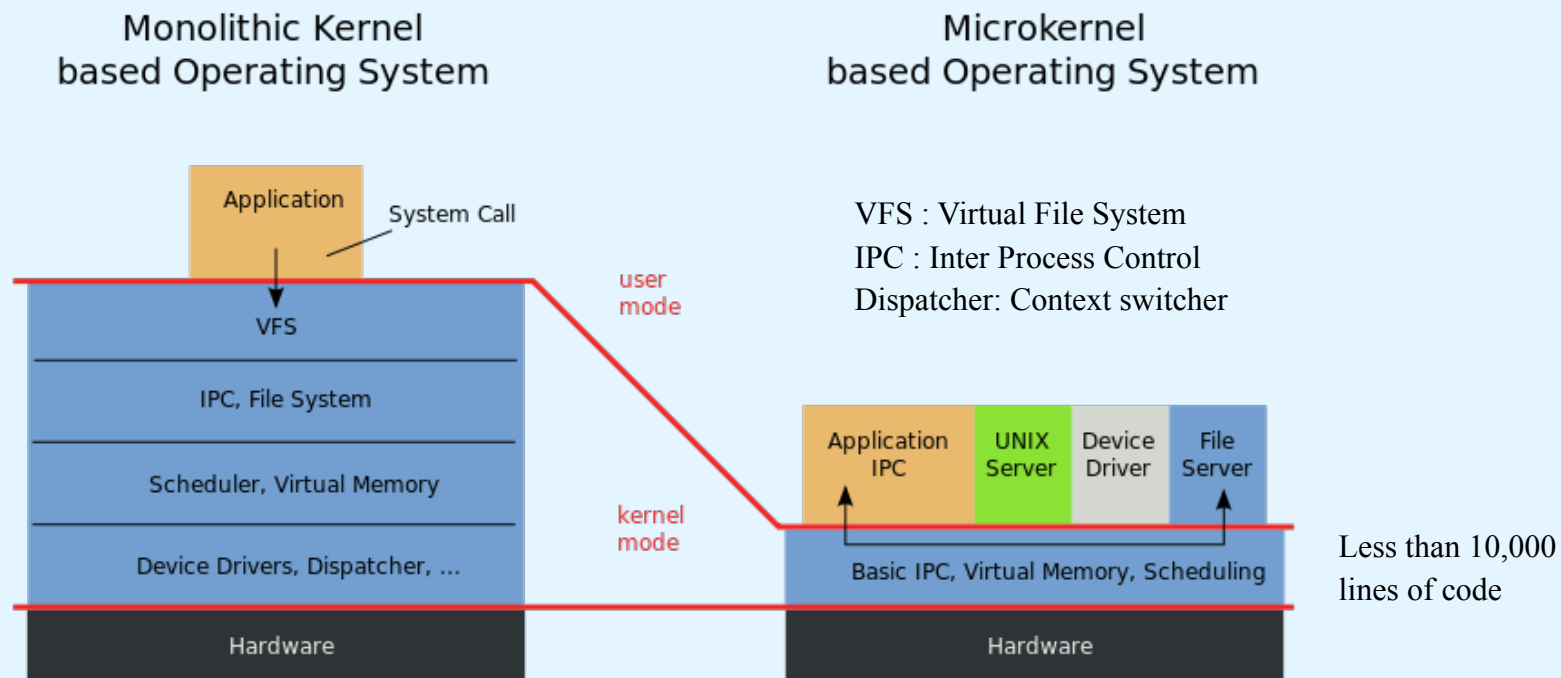 Monolithic Kernel
based Operating System
Microkernel
based Operating System
Application
System Call
VFS
IPC, File System
Scheduler, Virtual Memory
Device Drivers, Dispatcher, ...
Hardware
user
mode
kernel
mode
VFS : Virtual File System
IPC : Inter Process Control
Dispatcher: Context switcher
Application
IPC
UNIX
Server
Device
Driver
File
Server
Basic IPC, Virtual Memory, Scheduling
Hardware
Less than 10,000
lines of code